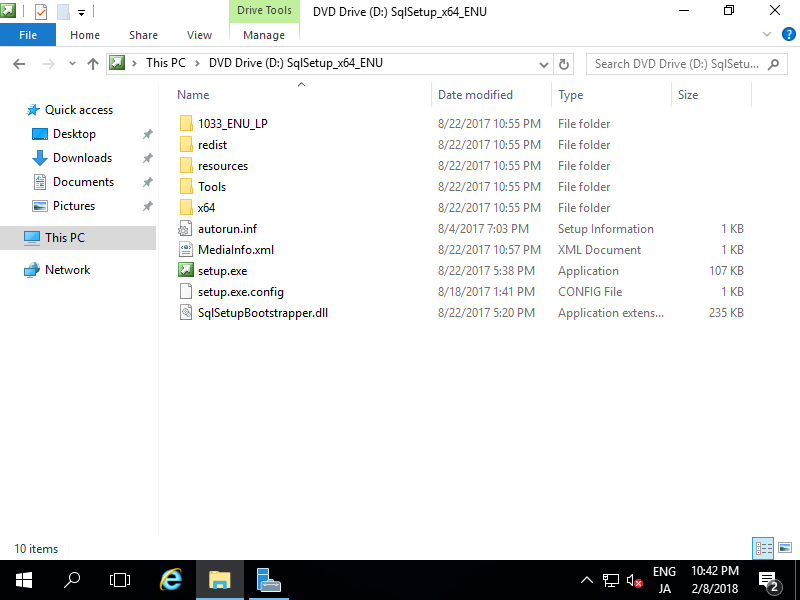 Drive Tools
DVD Drive (D:) SqlSetup_x64_ENU
File Home Share View Manage
?
This PC DVD Drive (D:) SqlSetup_x64_ENU
Search DVD Drive (D:) SqlSetu...
Name Date modified Type Size
Quick access
Desktop
Downloads
Documents
Pictures
This PC
Network
1033_ENU_LP 8/22/2017 10:55 PM File folder
redist 8/22/2017 10:55 PM File folder
resources 8/22/2017 10:55 PM File folder
Tools 8/22/2017 10:55 PM File folder
x64 8/22/2017 10:55 PM File folder
autorun.inf 8/4/2017 7:03 PM Setup Information 1 KB
MediaInfo.xml 8/22/2017 10:57 PM XML Document 1 KB
setup.exe 8/22/2017 5:38 PM Application 107 KB
setup.exe.config 8/18/2017 1:41 PM CONFIG File 1 KB
SqlSetupBootstrapper.dll 8/22/2017 5:20 PM Application extens... 235 KB
10 items
ENG
JA
10:42 PM
2/8/2018
2